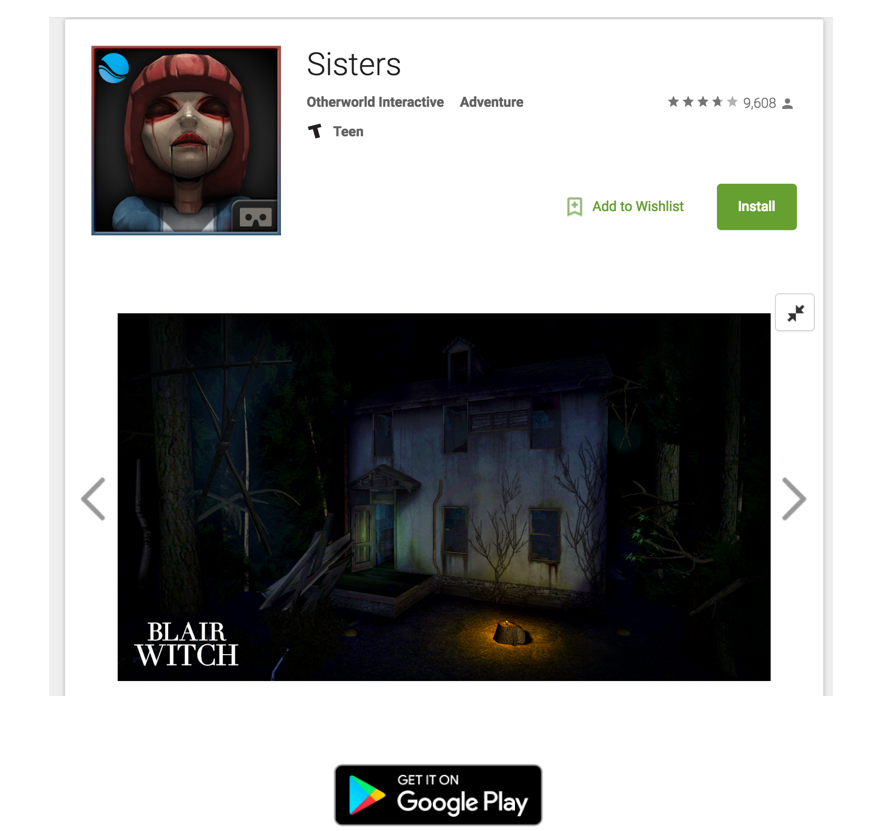 Sisters
Otherworld Interactive Adventure
9,608
Teen
Add to Wishlist
Install
BLAIR
WITCH
GET IT ON
Google Play